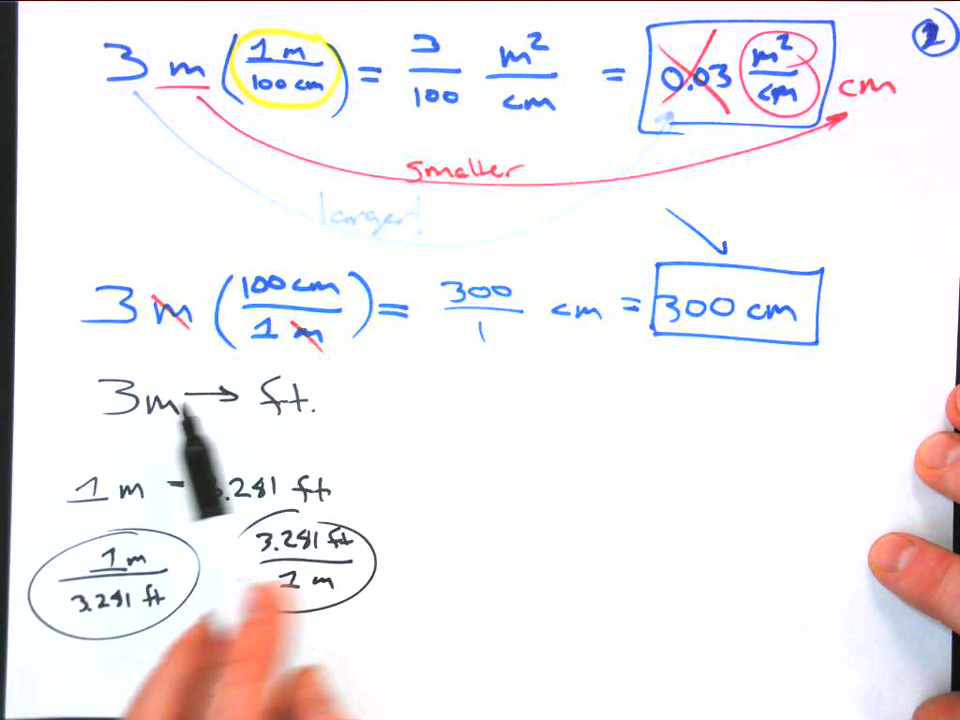 2
3 m (1 m / 100 cm) = 3/100 m²/cm = 0.03 m²/cm cm
smaller
larger!
3 m (100 cm / 1 m) = 300/1 cm = 300 cm
3m → ft.
1 m = .281 ft
1 m / 3.281 ft 3.281 ft / 1 m